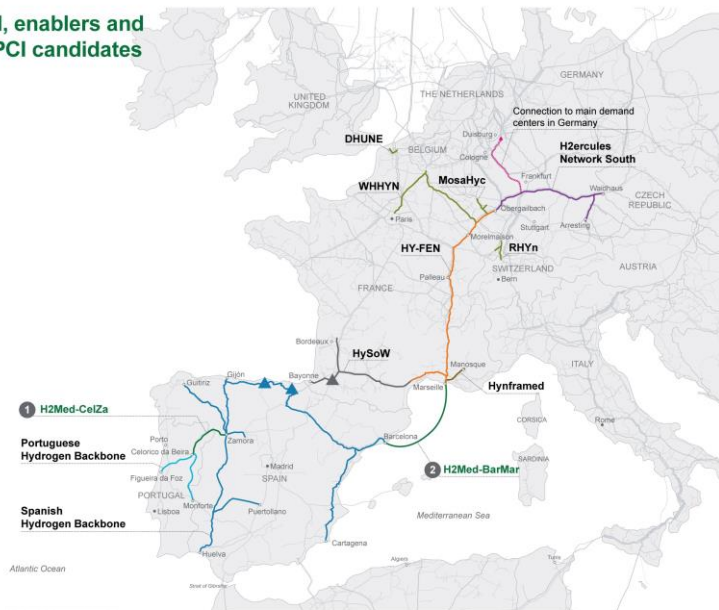 l, enablers and
PCI candidates
UNITED
KINGDOM
THE NETHERLANDS
GERMANY
Connection to main demand
centers in Germany
Duisburg
DHUNE
BELGIUM
Cologne
H2ercules
Network South
WHHYN
MosaHyc
Frankfurt
Waidhaus
CZECH
REPUBLIC
Obergailbach
Paris
Stuttgart
Arresting
Morelmaison
HY-FEN
RHYn
SWITZERLAND
AUSTRIA
Palleau
Bern
FRANCE
Bordeaux
HySoW
ITALY
Gijón
Bayonne
Manosque
Guitiriz
Marseille
Hynframed
1 H2Med-CelZa
CORSICA
Rome
Porto
Zamora
Barcelona
Portuguese
Hydrogen Backbone
Celorico da Beira
SARDINIA
Madrid
2 H2Med-BarMar
Figueira da Foz
SPAIN
PORTUGAL
Monforte
Lisboa
Puertollano
Spanish
Hydrogen Backbone
Mediterranean Sea
Cartagena
Huelva
Algiers
Tunis
Atlantic Ocean
Strait of Gibraltar